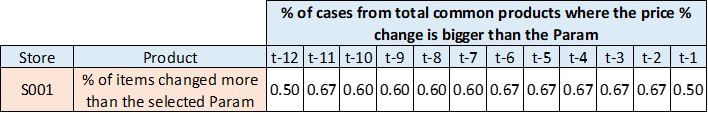 % of cases from total common products where the price %
change is bigger than the Param
Store Product t-12 t-11 t-10 t-9 t-8 t-7 t-6 t-5 t-4 t-3 t-2 t-1
S001 % of items changed more
than the selected Param 0.50 0.67 0.60 0.60 0.60 0.60 0.67 0.67 0.67 0.67 0.67 0.50